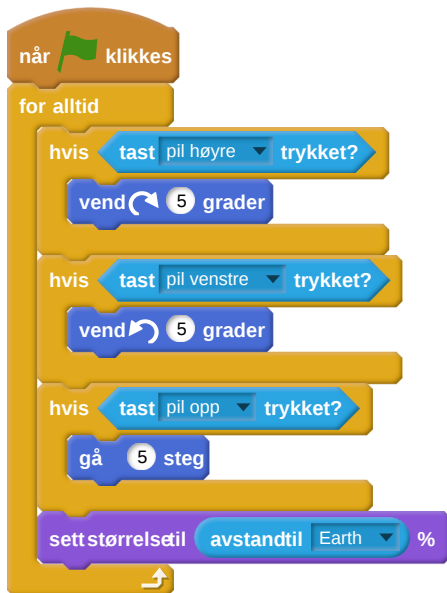 når klikkes
for alltid
hvis tast pil høyre trykket?
vend 5 grader
hvis tast pil venstre trykket?
vend 5 grader
hvis tast pil opp trykket?
gå 5 steg
sett størrelse til avstand til Earth %